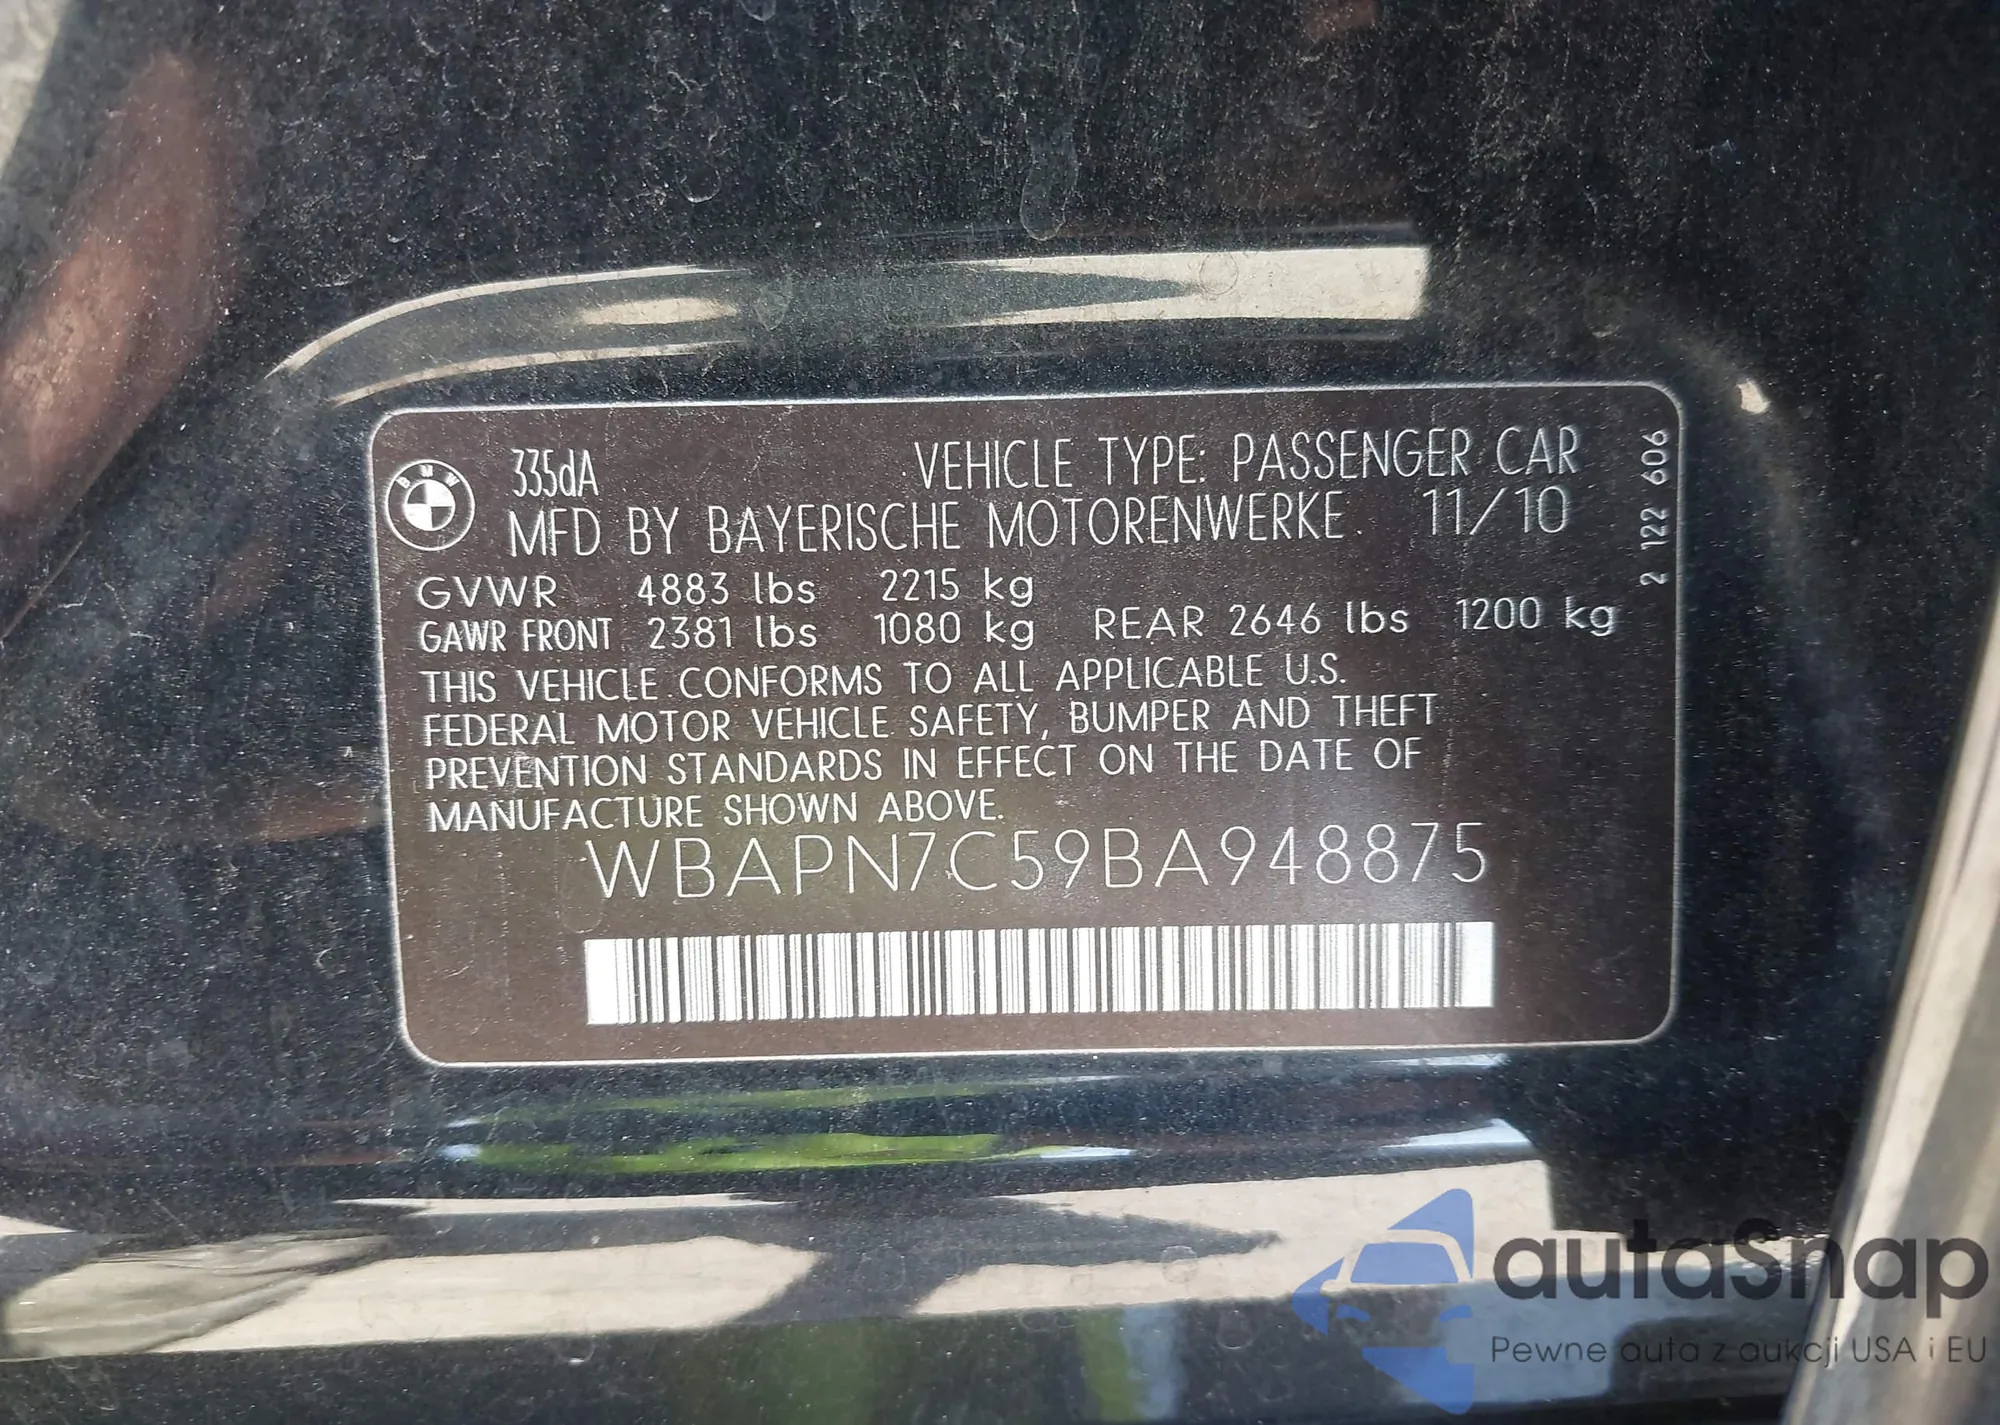 BMW
335dA
VEHICLE TYPE: PASSENGER CAR
MFD BY BAYERISCHE MOTORENWERKE. 11/10
GVWR 4883 lbs 2215 kg
GAWR FRONT 2381 lbs 1080 kg REAR 2646 lbs 1200 kg
THIS VEHICLE CONFORMS TO ALL APPLICABLE U.S.
FEDERAL MOTOR VEHICLE SAFETY, BUMPER AND THEFT
PREVENTION STANDARDS IN EFFECT ON THE DATE OF
MANUFACTURE SHOWN ABOVE.
WBAPN7C59BA948875
2 122 606
autaSnap
Pewne auta z aukcji USA i EU